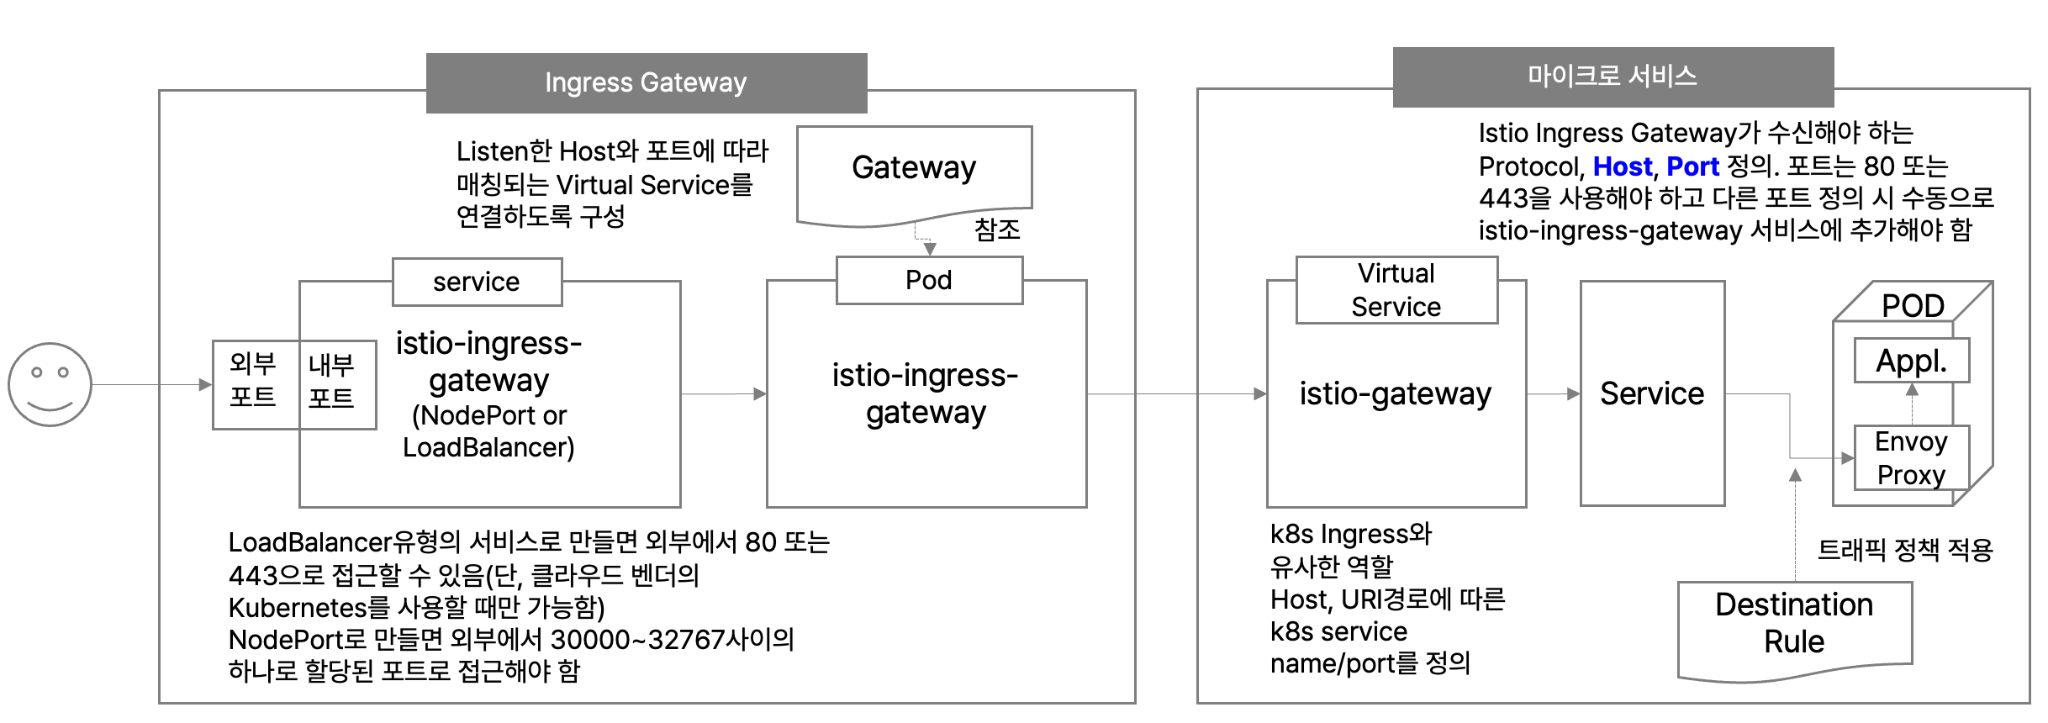 Ingress Gateway
Listen한 Host와 포트에 따라
매칭되는 Virtual Service를
연결하도록 구성
Gateway
참조
service
istio-ingress-
gateway
(NodePort or
LoadBalancer)
외부
포트
내부
포트
Pod
istio-ingress-
gateway
LoadBalancer유형의 서비스로 만들면 외부에서 80 또는
443으로 접근할 수 있음(단, 클라우드 벤더의
Kubernetes를 사용할 때만 가능함)
NodePort로 만들면 외부에서 30000~32767사이의
하나로 할당된 포트로 접근해야 함
마이크로 서비스
Istio Ingress Gateway가 수신해야 하는
Protocol, Host, Port 정의. 포트는 80 또는
443을 사용해야 하고 다른 포트 정의 시 수동으로
istio-ingress-gateway 서비스에 추가해야 함
Virtual
Service
istio-gateway
Service
POD
Appl.
Envoy
Proxy
k8s Ingress와
유사한 역할
Host, URI경로에 따른
k8s service
name/port를 정의
트래픽 정책 적용
Destination
Rule